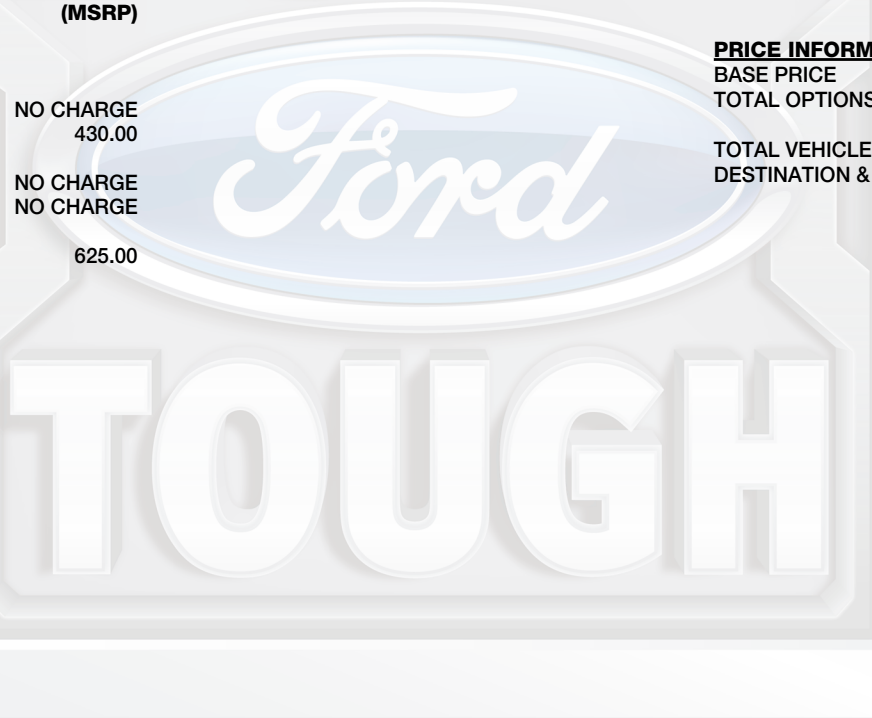 (MSRP)
NO CHARGE
430.00
NO CHARGE
NO CHARGE
625.00
PRICE INFORM
BASE PRICE
TOTAL OPTIONS
TOTAL VEHICLE
DESTINATION &
Ford
TOUGH